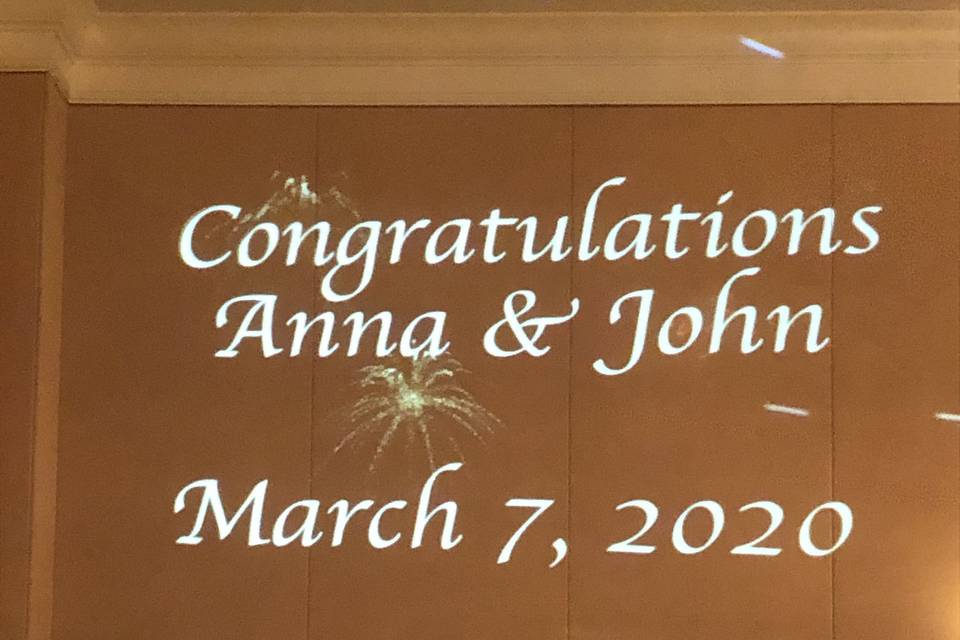 Congratulations
Anna & John
March 7, 2020